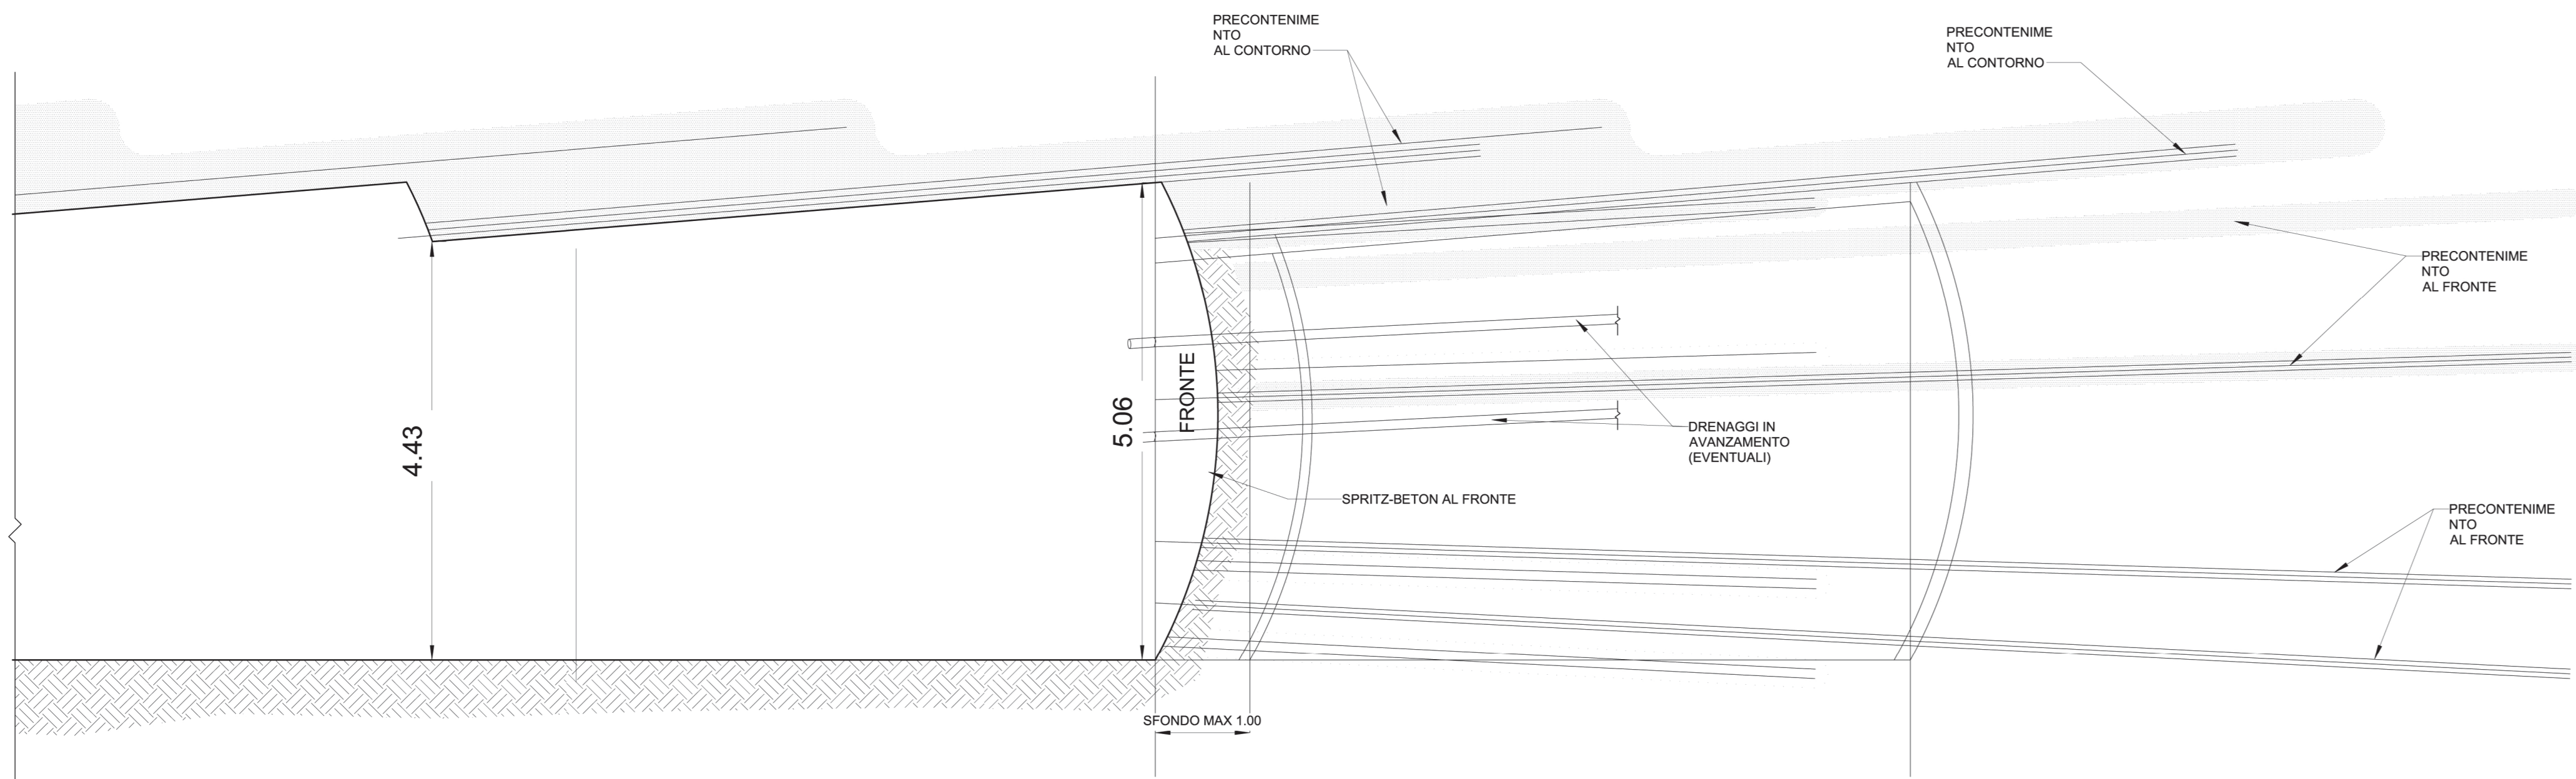 PRECONTENIME
NTO
AL CONTORNO
PRECONTENIME
NTO
AL CONTORNO
PRECONTENIME
NTO
AL FRONTE
4.43
5.06
FRONTE
DRENAGGI IN
AVANZAMENTO
(EVENTUALI)
SPRITZ-BETON AL FRONTE
PRECONTENIME
NTO
AL FRONTE
SFONDO MAX 1.00